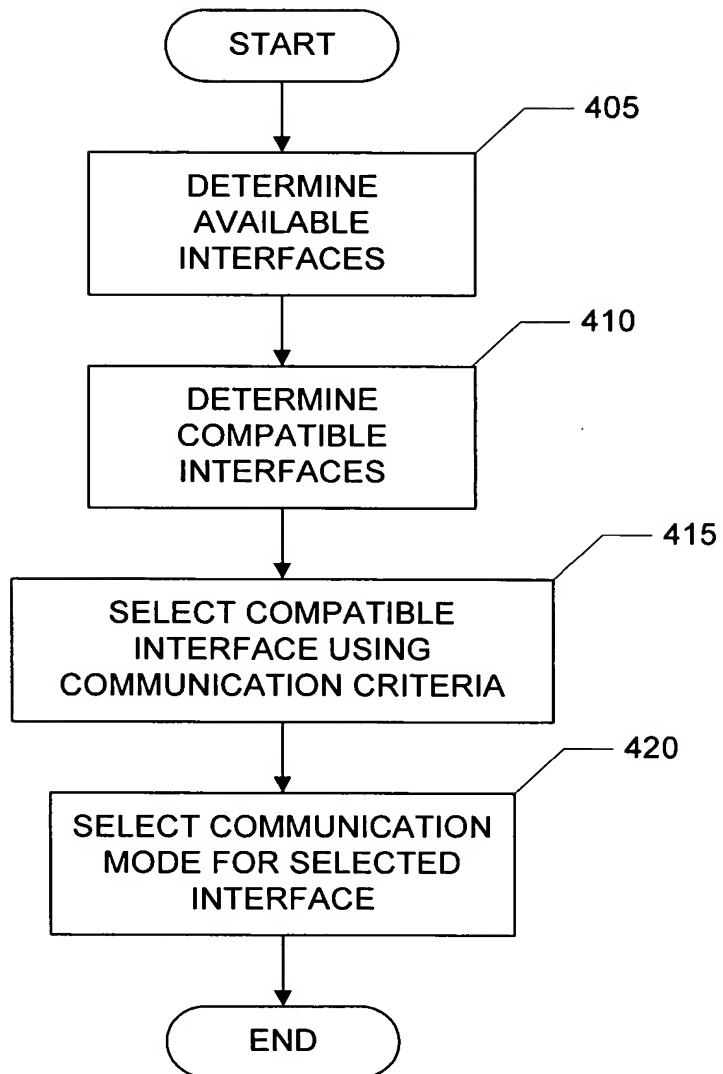 START
405
DETERMINE
AVAILABLE
INTERFACES
410
DETERMINE
COMPATIBLE
INTERFACES
415
SELECT COMPATIBLE
INTERFACE USING
COMMUNICATION CRITERIA
420
SELECT COMMUNICATION
MODE FOR SELECTED
INTERFACE
END